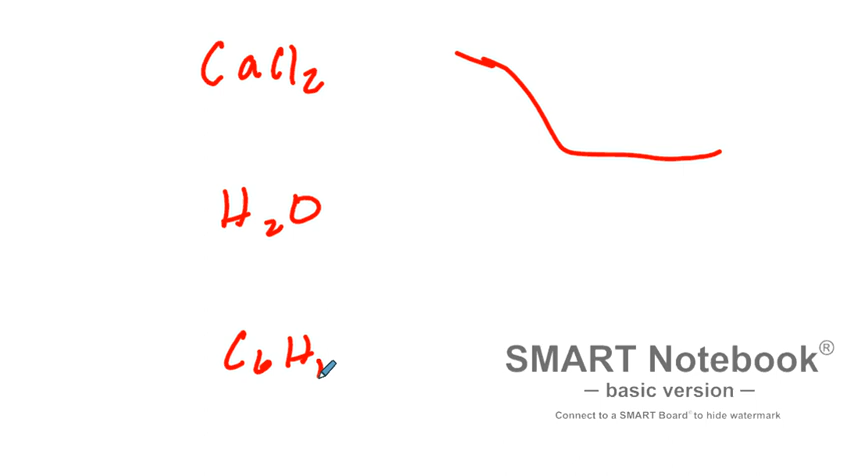 CaCl2
H2O
C6H
SMART Notebook®
— basic version —
Connect to a SMART Board® to hide watermark